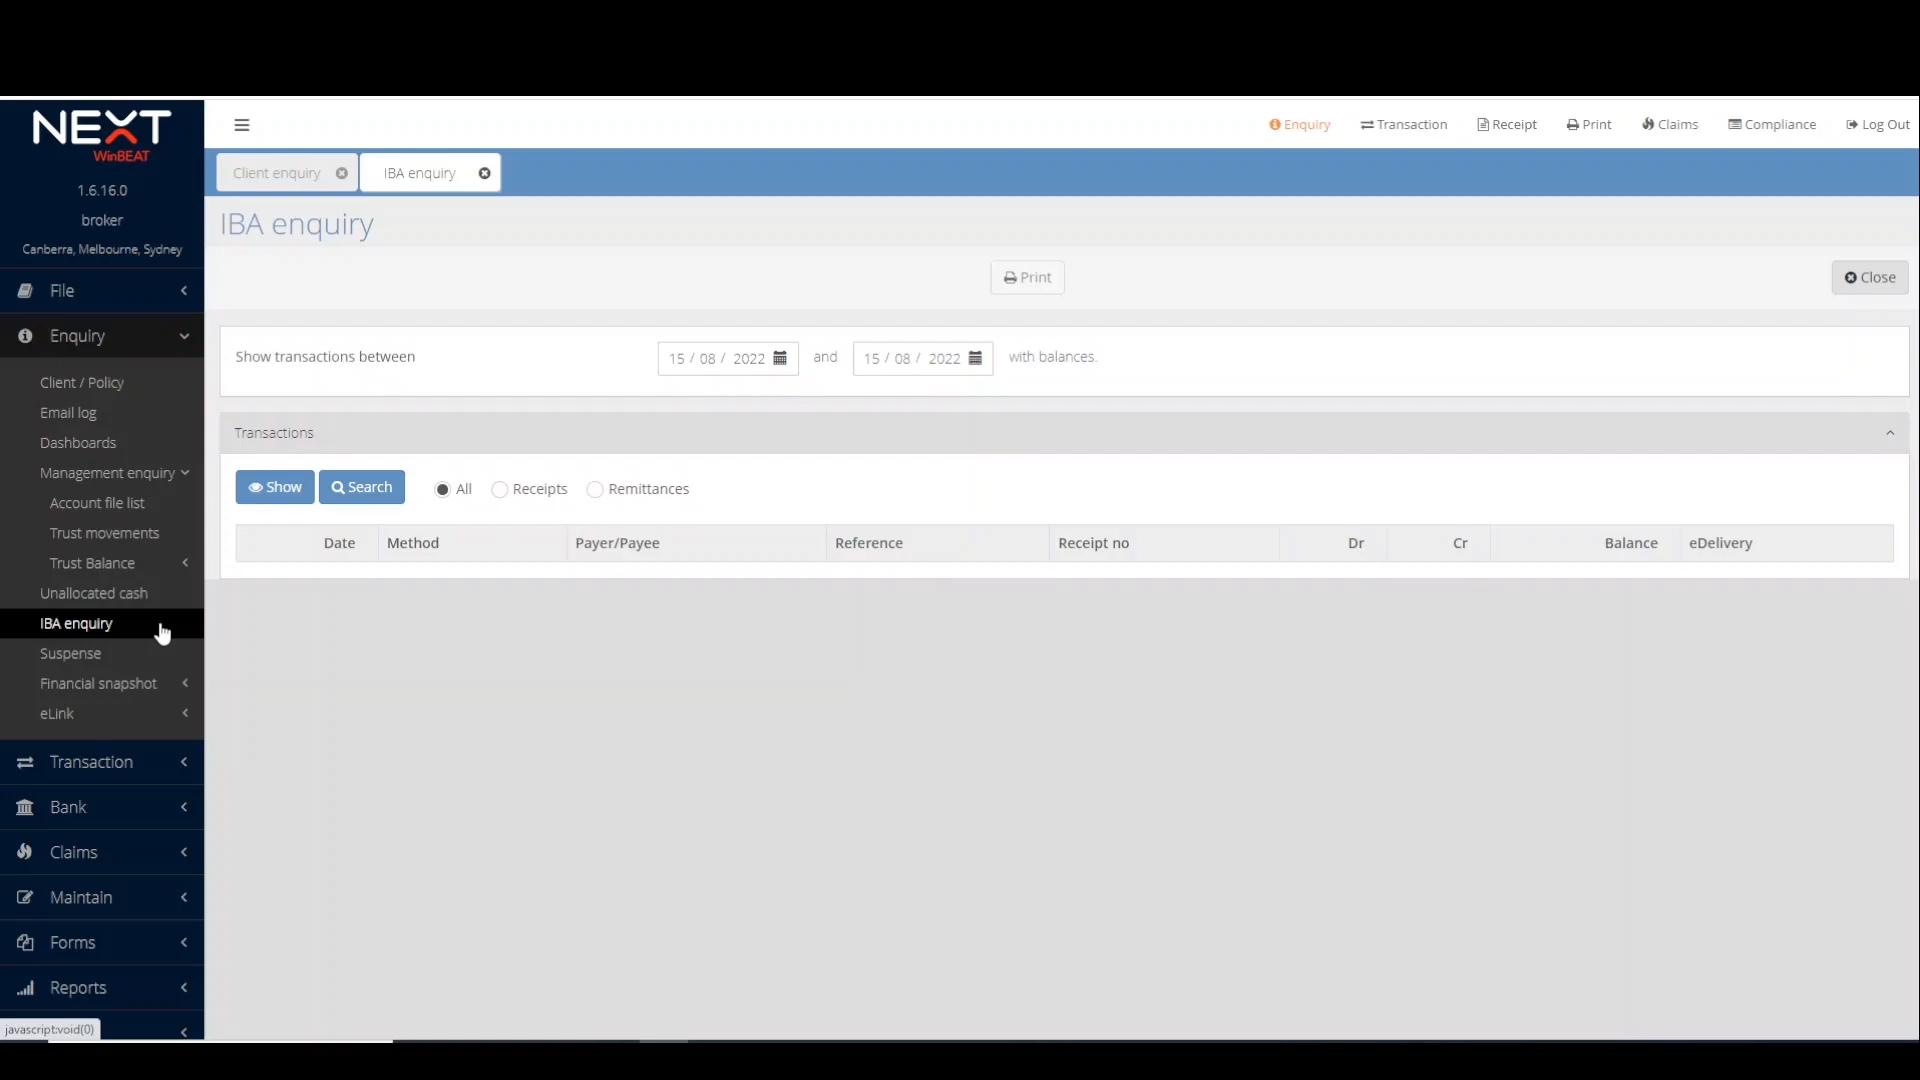 NEXT
WinBEAT
1.6.16.0
broker
Canberra, Melbourne, Sydney
File
Enquiry
Client / Policy
Email log
Dashboards
Management enquiry
Account file list
Trust movements
Trust Balance
Unallocated cash
IBA enquiry
Suspense
Financial snapshot
eLink
Transaction
Bank
Claims
Maintain
Forms
Reports
javascript:void(0)
Enquiry Transaction Receipt Print Claims Compliance Log Out
Client enquiry IBA enquiry
IBA enquiry
Print Close
Show transactions between 15 / 08 / 2022 and 15 / 08 / 2022 with balances.
Transactions
Show Search All Receipts Remittances
Date Method Payer/Payee Reference Receipt no Dr Cr Balance eDelivery